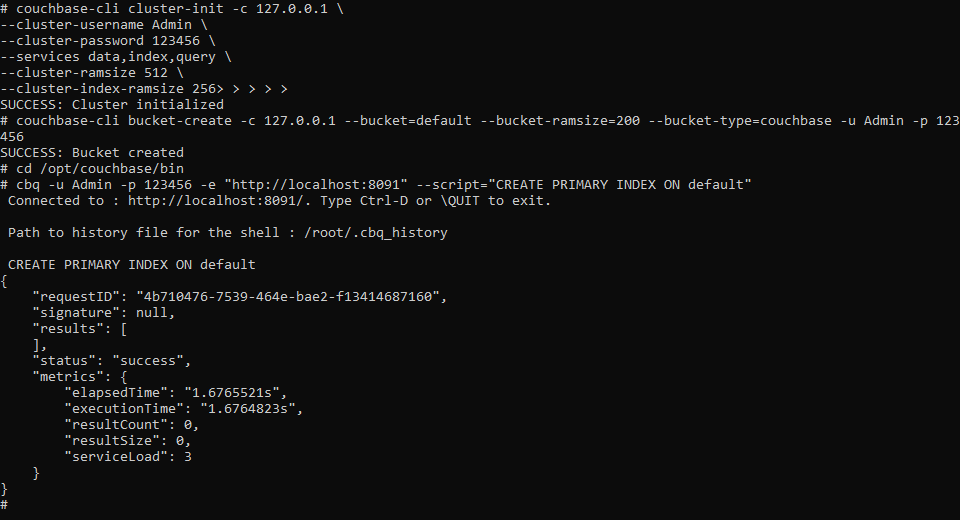 # couchbase-cli cluster-init -c 127.0.0.1 \
--cluster-username Admin \
--cluster-password 123456 \
--services data,index,query \
--cluster-ramsize 512 \
--cluster-index-ramsize 256> > > > >
SUCCESS: Cluster initialized
# couchbase-cli bucket-create -c 127.0.0.1 --bucket=default --bucket-ramsize=200 --bucket-type=couchbase -u Admin -p 123
456
SUCCESS: Bucket created
# cd /opt/couchbase/bin
# cbq -u Admin -p 123456 -e "http://localhost:8091" --script="CREATE PRIMARY INDEX ON default"
 Connected to : http://localhost:8091/. Type Ctrl-D or \QUIT to exit.

 Path to history file for the shell : /root/.cbq_history

 CREATE PRIMARY INDEX ON default
{
    "requestID": "4b710476-7539-464e-bae2-f13414687160",
    "signature": null,
    "results": [
    ],
    "status": "success",
    "metrics": {
        "elapsedTime": "1.6765521s",
        "executionTime": "1.6764823s",
        "resultCount": 0,
        "resultSize": 0,
        "serviceLoad": 3
    }
}
#